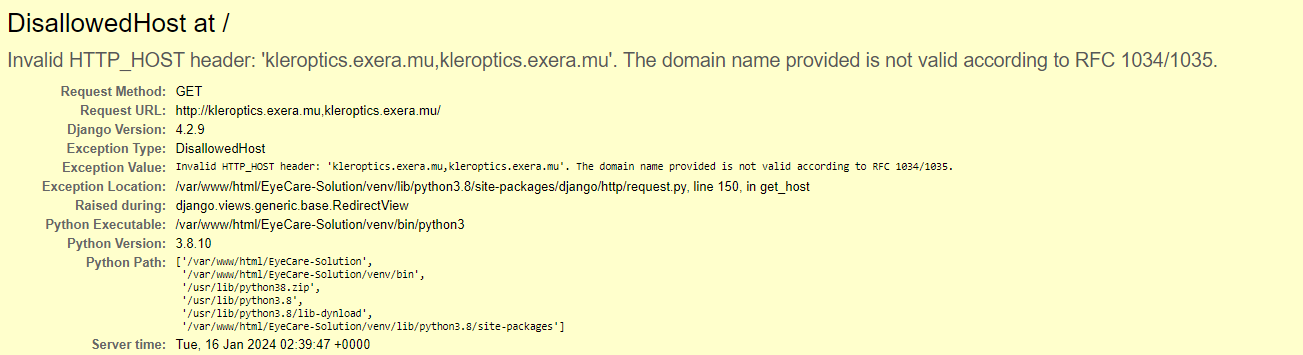 DisallowedHost at /
Invalid HTTP_HOST header: 'kleroptics.exera.mu,kleroptics.exera.mu'. The domain name provided is not valid according to RFC 1034/1035.
Request Method: GET
Request URL: http://kleroptics.exera.mu,kleroptics.exera.mu/
Django Version: 4.2.9
Exception Type: DisallowedHost
Exception Value: Invalid HTTP_HOST header: 'kleroptics.exera.mu,kleroptics.exera.mu'. The domain name provided is not valid according to RFC 1034/1035.
Exception Location: /var/www/html/EyeCare-Solution/venv/lib/python3.8/site-packages/django/http/request.py, line 150, in get_host
Raised during: django.views.generic.base.RedirectView
Python Executable: /var/www/html/EyeCare-Solution/venv/bin/python3
Python Version: 3.8.10
Python Path: ['/var/www/html/EyeCare-Solution',
'/var/www/html/EyeCare-Solution/venv/bin',
'/usr/lib/python38.zip',
'/usr/lib/python3.8',
'/usr/lib/python3.8/lib-dynload',
'/var/www/html/EyeCare-Solution/venv/lib/python3.8/site-packages']
Server time: Tue, 16 Jan 2024 02:39:47 +0000